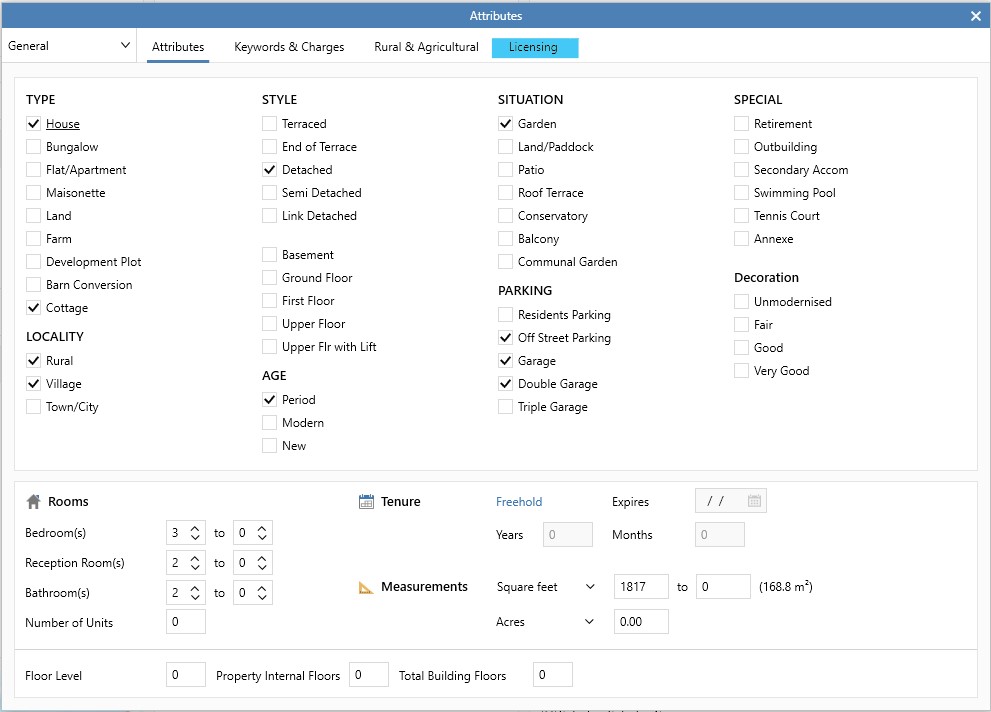 Attributes
General
Attributes
Keywords & Charges
Rural & Agricultural
Licensing
TYPE
House
Bungalow
Flat/Apartment
Maisonette
Land
Farm
Development Plot
Barn Conversion
Cottage
LOCALITY
Rural
Village
Town/City
STYLE
Terraced
End of Terrace
Detached
Semi Detached
Link Detached
Basement
Ground Floor
First Floor
Upper Floor
Upper Flr with Lift
AGE
Period
Modern
New
SITUATION
Garden
Land/Paddock
Patio
Roof Terrace
Conservatory
Balcony
Communal Garden
PARKING
Residents Parking
Off Street Parking
Garage
Double Garage
Triple Garage
SPECIAL
Retirement
Outbuilding
Secondary Accom
Swimming Pool
Tennis Court
Annexe
Decoration
Unmodernised
Fair
Good
Very Good
Rooms
Bedroom(s) 3 to 0
Reception Room(s) 2 to 0
Bathroom(s) 2 to 0
Number of Units 0
Tenure Freehold Expires / /
Years 0 Months 0
Measurements Square feet 1817 to 0 (168.8 m²)
Acres 0.00
Floor Level 0 Property Internal Floors 0 Total Building Floors 0